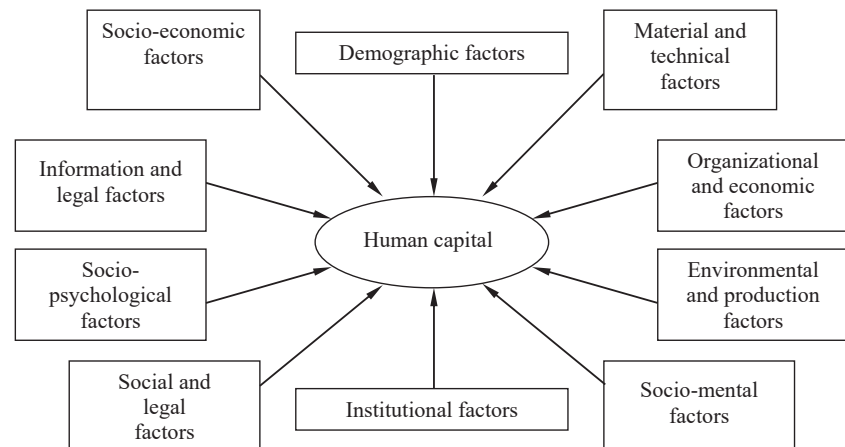 Socio-economic
factors
Demographic factors
Material and
technical
factors
Information and
legal factors
Organizational
and economic
factors
Human capital
Socio-
psychological
factors
Environmental
and production
factors
Social and
legal
factors
Institutional factors
Socio-mental
factors